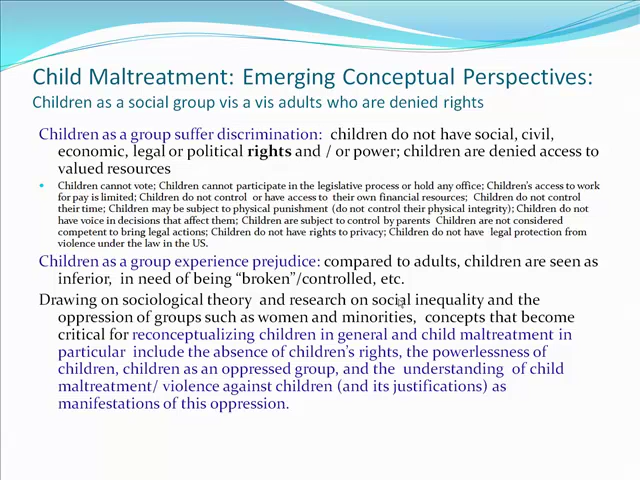 Child Maltreatment: Emerging Conceptual Perspectives:
Children as a social group vis a vis adults who are denied rights
Children as a group suffer discrimination: children do not have social, civil,
economic, legal or political rights and / or power; children are denied access to
valued resources
• Children cannot vote; Children cannot participate in the legislative process or hold any office; Children's access to work
for pay is limited; Children do not control or have access to their own financial resources; Children do not control
their time; Children may be subject to physical punishment (do not control their physical integrity); Children do not
have voice in decisions that affect them; Children are subject to control by parents Children are not considered
competent to bring legal actions; Children do not have rights to privacy; Children do not have legal protection from
violence under the law in the US.
Children as a group experience prejudice: compared to adults, children are seen as
inferior, in need of being "broken"/controlled, etc.
Drawing on sociological theory and research on social inequality and the
oppression of groups such as women and minorities, concepts that become
critical for reconceptualizing children in general and child maltreatment in
particular include the absence of children's rights, the powerlessness of
children, children as an oppressed group, and the understanding of child
maltreatment/ violence against children (and its justifications) as
manifestations of this oppression.